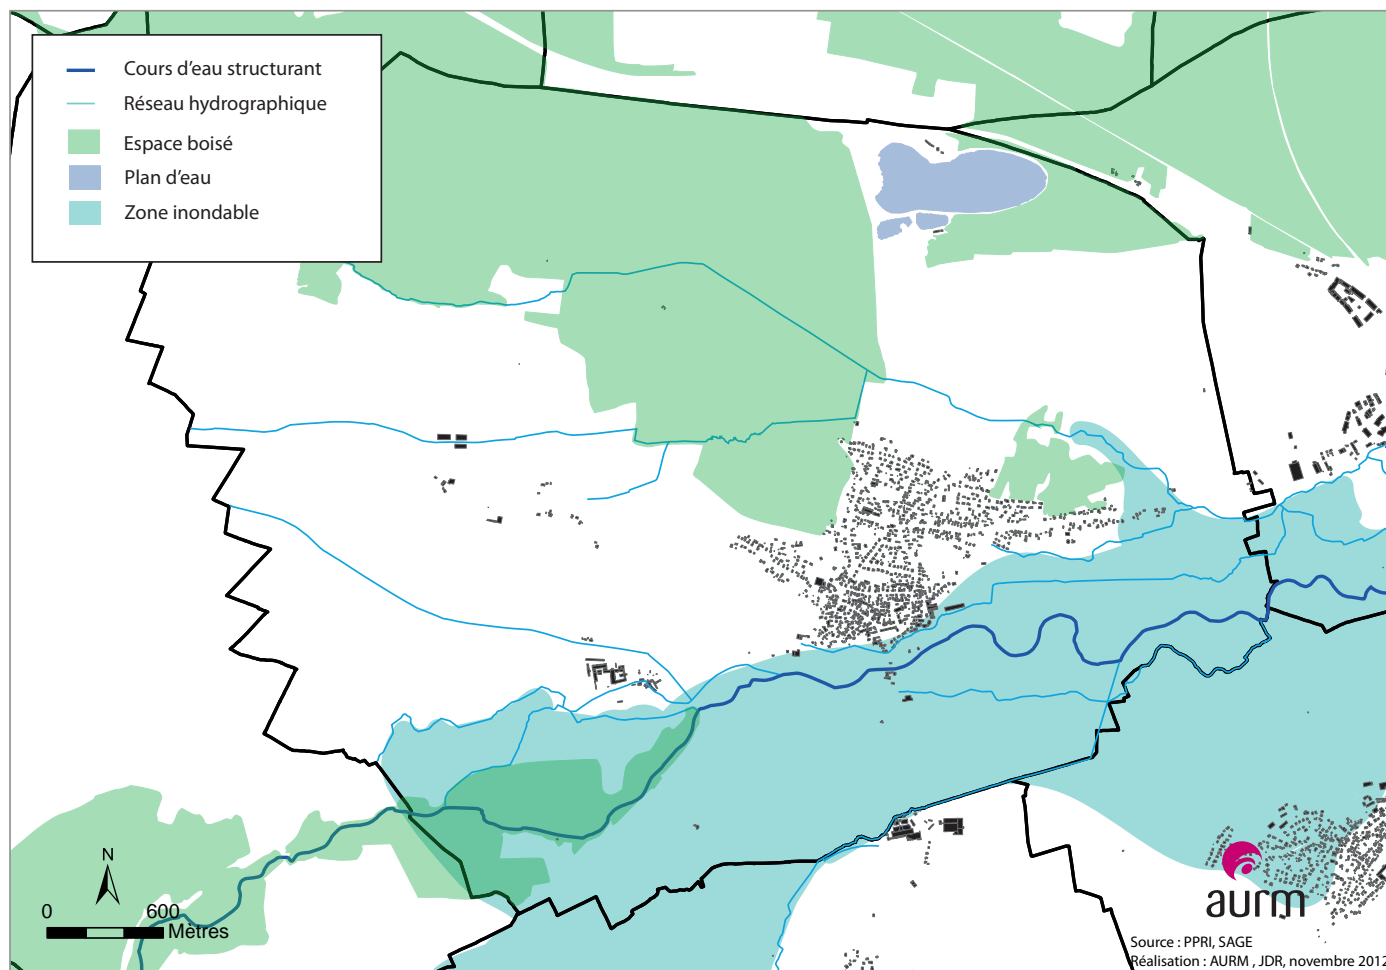 Cours d'eau structurant
Réseau hydrographique
Espace boisé
Plan d'eau
Zone inondable
N
0 600
Mètres
aurm
Source : PPRI, SAGE
Réalisation : AURM , JDR, novembre 2012